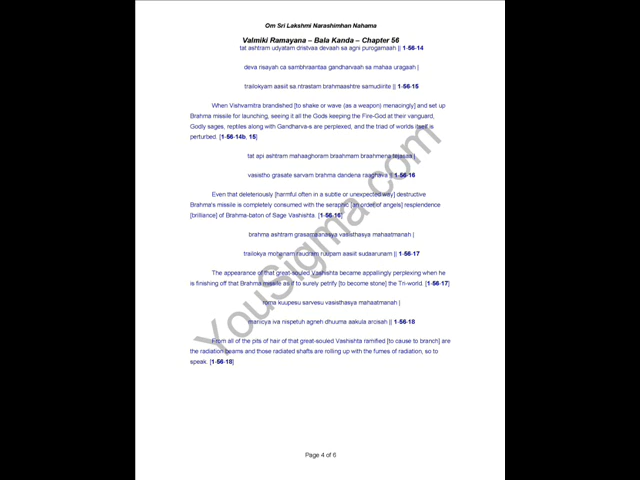 Om Sri Lakshmi Narashimhan Nahama
Valmiki Ramayana – Bala Kanda – Chapter 56
tat ashtram udyatam dristvaa devaah sa agni purogamaah || 1-56-14
deva risayah ca sambhraantaa gandharvaah sa mahaa uragaah |
trailokyam aasiit sa.ntrastam brahmaashtre samudirite || 1-56-15
When Vishvamitra brandished [to shake or wave (as a weapon) menacingly] and set up
Brahma missile for launching, seeing it all the Gods keeping the Fire-God at their vanguard,
Godly sages, reptiles along with Gandharva-s are perplexed, and the triad of worlds itself is
perturbed. [1-56-14b, 15]
tat api ashtram mahaaghoram braahmam braahmena tejasaa |
vasistho grasate sarvam brahma dandena raaghava || 1-56-16
Even that deleteriously [harmful often in a subtle or unexpected way] destructive
Brahma's missile is completely consumed with the seraphic [an order of angels] resplendence
[brilliance] of Brahma-baton of Sage Vashishta. [1-56-16]
brahma ashtram grasamaanasya vasisthasya mahaatmanah |
trailokya mohanam raudram ruupam aasiit sudaarunam || 1-56-17
The appearance of that great-souled Vashishta became appallingly perplexing when he
is finishing off that Brahma missile as if to surely petrify [to become stone] the Tri-world. [1-56-17]
roma kuupesu sarvesu vasisthasya mahaatmanah |
mariicya iva nispetuh agneh dhuuma aakula arcisah || 1-56-18
From all of the pits of hair of that great-souled Vashishta ramified [to cause to branch] are
the radiation beams and those radiated shafts are rolling up with the fumes of radiation, so to
speak. [1-56-18]
YouSigma.com
Page 4 of 6